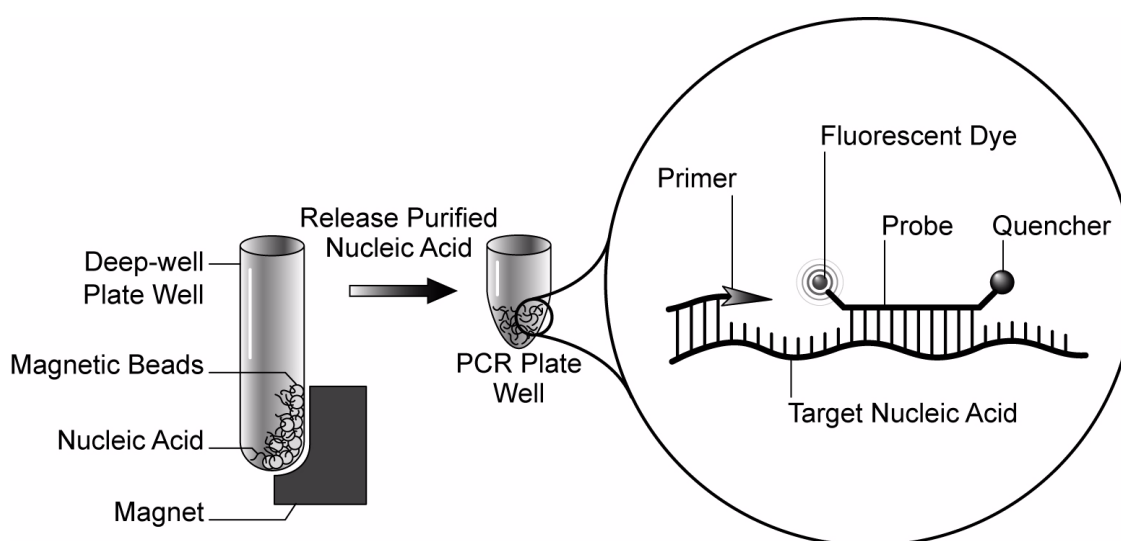 Deep-well
Plate Well
Magnetic Beads
Nucleic Acid
Magnet
Release Purified
Nucleic Acid
PCR Plate
Well
Primer
Fluorescent Dye
Probe
Quencher
Target Nucleic Acid